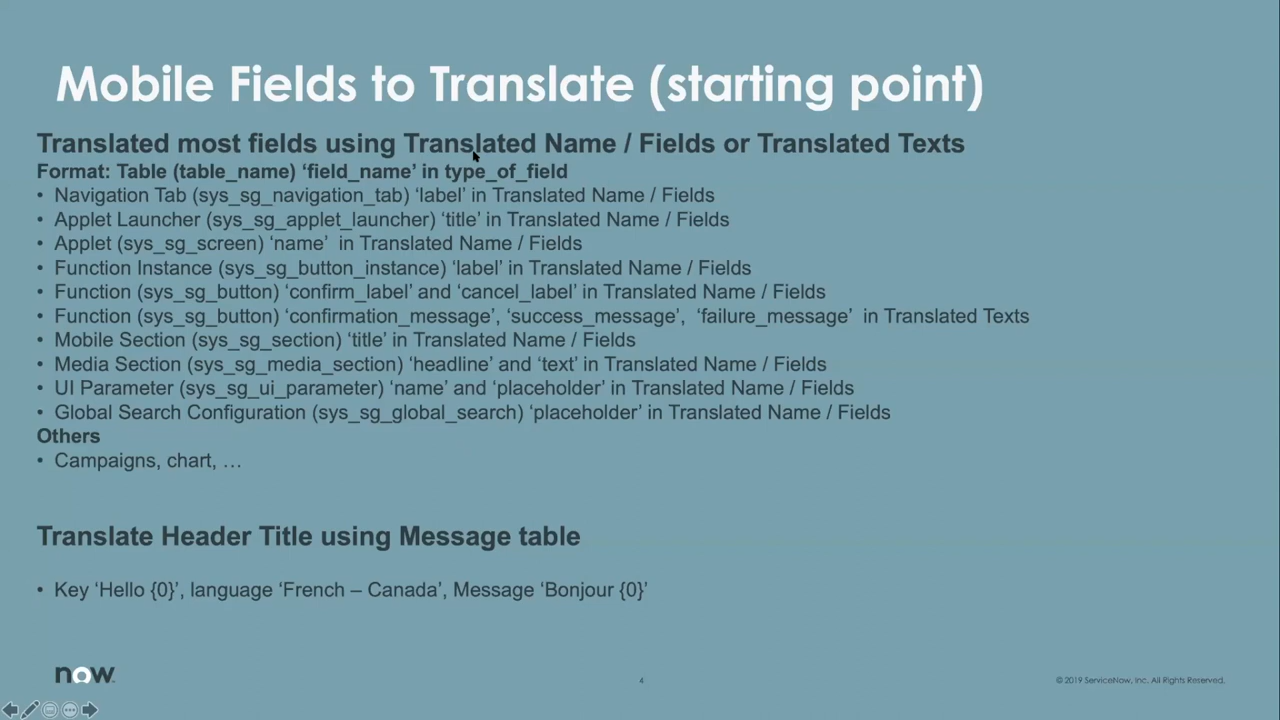 Mobile Fields to Translate (starting point)
Translated most fields using Translated Name / Fields or Translated Texts
Format: Table (table_name) ‘field_name’ in type_of_field
• Navigation Tab (sys_sg_navigation_tab) ‘label’ in Translated Name / Fields
• Applet Launcher (sys_sg_applet_launcher) ‘title’ in Translated Name / Fields
• Applet (sys_sg_screen) ‘name’ in Translated Name / Fields
• Function Instance (sys_sg_button_instance) ‘label’ in Translated Name / Fields
• Function (sys_sg_button) ‘confirm_label’ and ‘cancel_label’ in Translated Name / Fields
• Function (sys_sg_button) ‘confirmation_message’, ‘success_message’, ‘failure_message’ in Translated Texts
• Mobile Section (sys_sg_section) ‘title’ in Translated Name / Fields
• Media Section (sys_sg_media_section) ‘headline’ and ‘text’ in Translated Name / Fields
• UI Parameter (sys_sg_ui_parameter) ‘name’ and ‘placeholder’ in Translated Name / Fields
• Global Search Configuration (sys_sg_global_search) ‘placeholder’ in Translated Name / Fields
Others
• Campaigns, chart, …
Translate Header Title using Message table
• Key ‘Hello {0}’, language ‘French – Canada’, Message ‘Bonjour {0}’
now
4
© 2019 ServiceNow, Inc. All Rights Reserved.